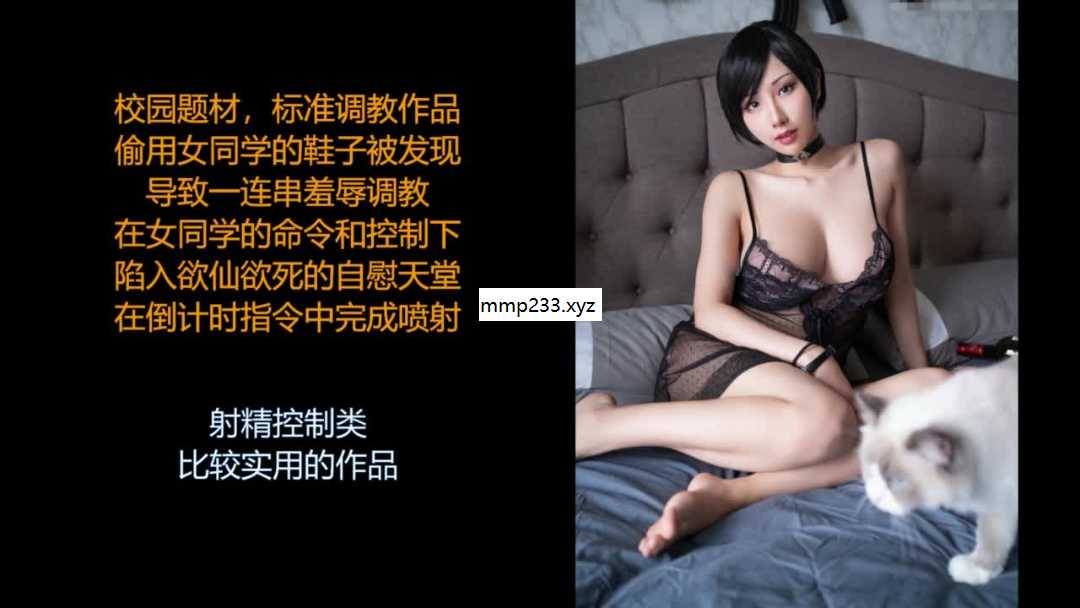 校园题材，标准调教作品
偷用女同学的鞋子被发现
导致一连串羞辱调教
在女同学的命令和控制下
陷入欲仙欲死的自慰天堂
在倒计时指令中完成喷射
mmp233.xyz
射精控制类
比较实用的作品